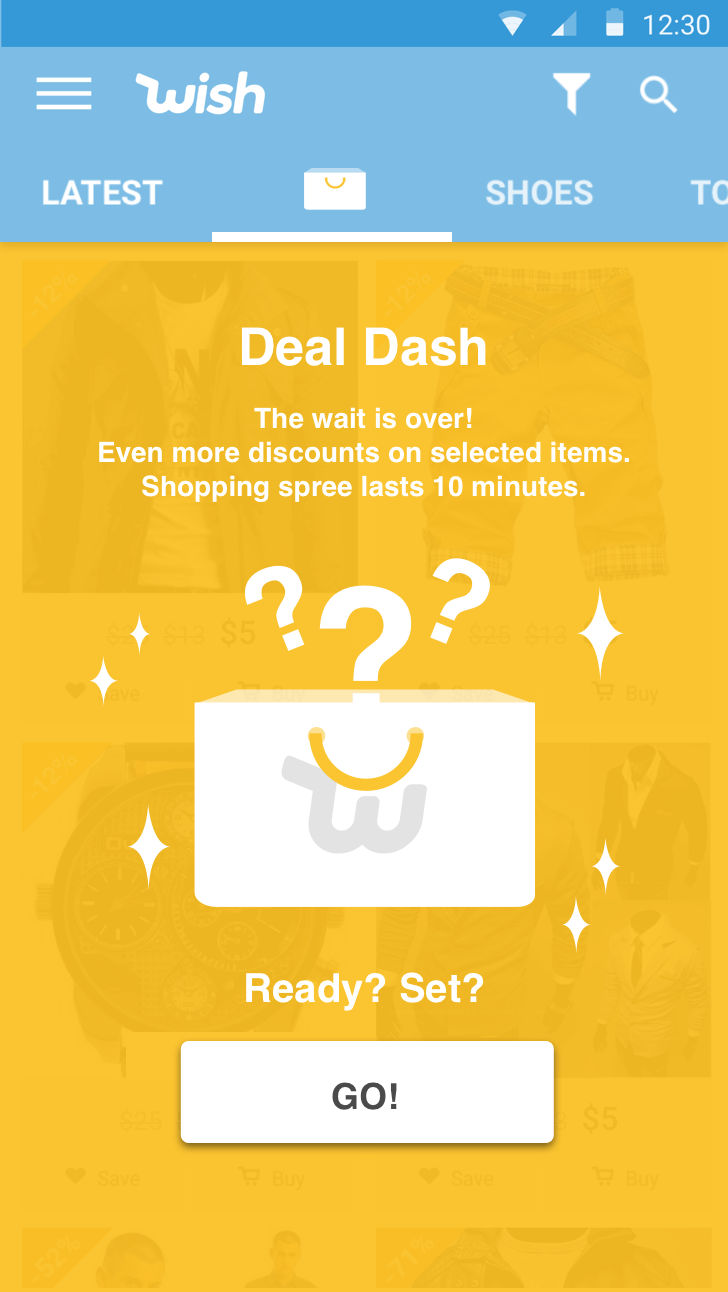 12:30
wish
LATEST
SHOES
TO
-12%
-12%
Deal Dash
The wait is over!
Even more discounts on selected items.
Shopping spree lasts 10 minutes.
? ? ?
$13 $5
$25 $13
Save
Buy
Save
Buy
-12%
w
Ready? Set?
GO!
$25
$5
Save
Buy
Save
Buy
-52%
-71%